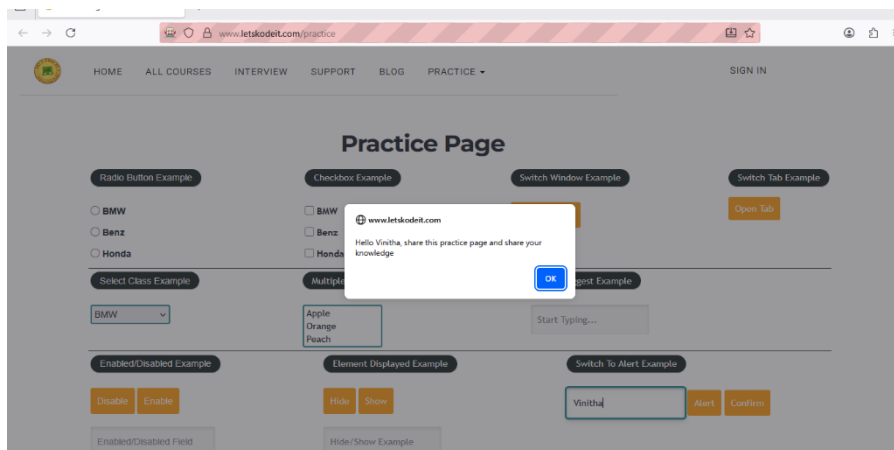 www.letskodeit.com/practice
HOME ALL COURSES INTERVIEW SUPPORT BLOG PRACTICE SIGN IN
Practice Page
Radio Button Example Checkbox Example Switch Window Example Switch Tab Example
BMW BMW Open Tab
Benz Benz
Honda Honda
www.letskodeit.com
Hello Vinitha, share this practice page and share your
knowledge
OK
Select Class Example Multiple gest Example
BMW Apple Start Typing...
Orange
Peach
Enabled/Disabled Example Element Displayed Example Switch To Alert Example
Disable Enable Hide Show Vinitha Alert Confirm
Enabled/Disabled Field Hide/Show Example